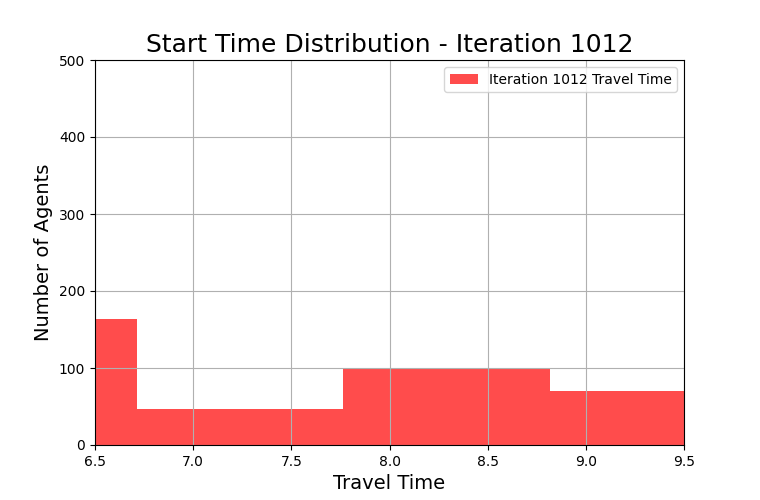 Start Time Distribution - Iteration 1012
Iteration 1012 Travel Time
Number of Agents
500
400
300
200
100
0
6.5 7.0 7.5 8.0 8.5 9.0 9.5
Travel Time